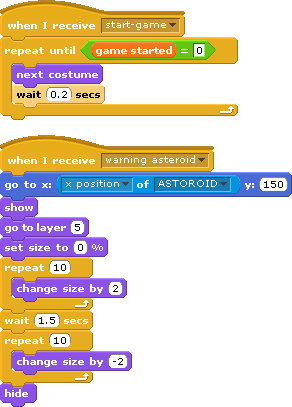 when I receive start-game
repeat until game started = 0
next costume
wait 0.2 secs
when I receive warning asteroid
go to x: x position of ASTOROID y: 150
show
go to layer 5
set size to 0 %
repeat 10
change size by 2
wait 1.5 secs
repeat 10
change size by -2
hide